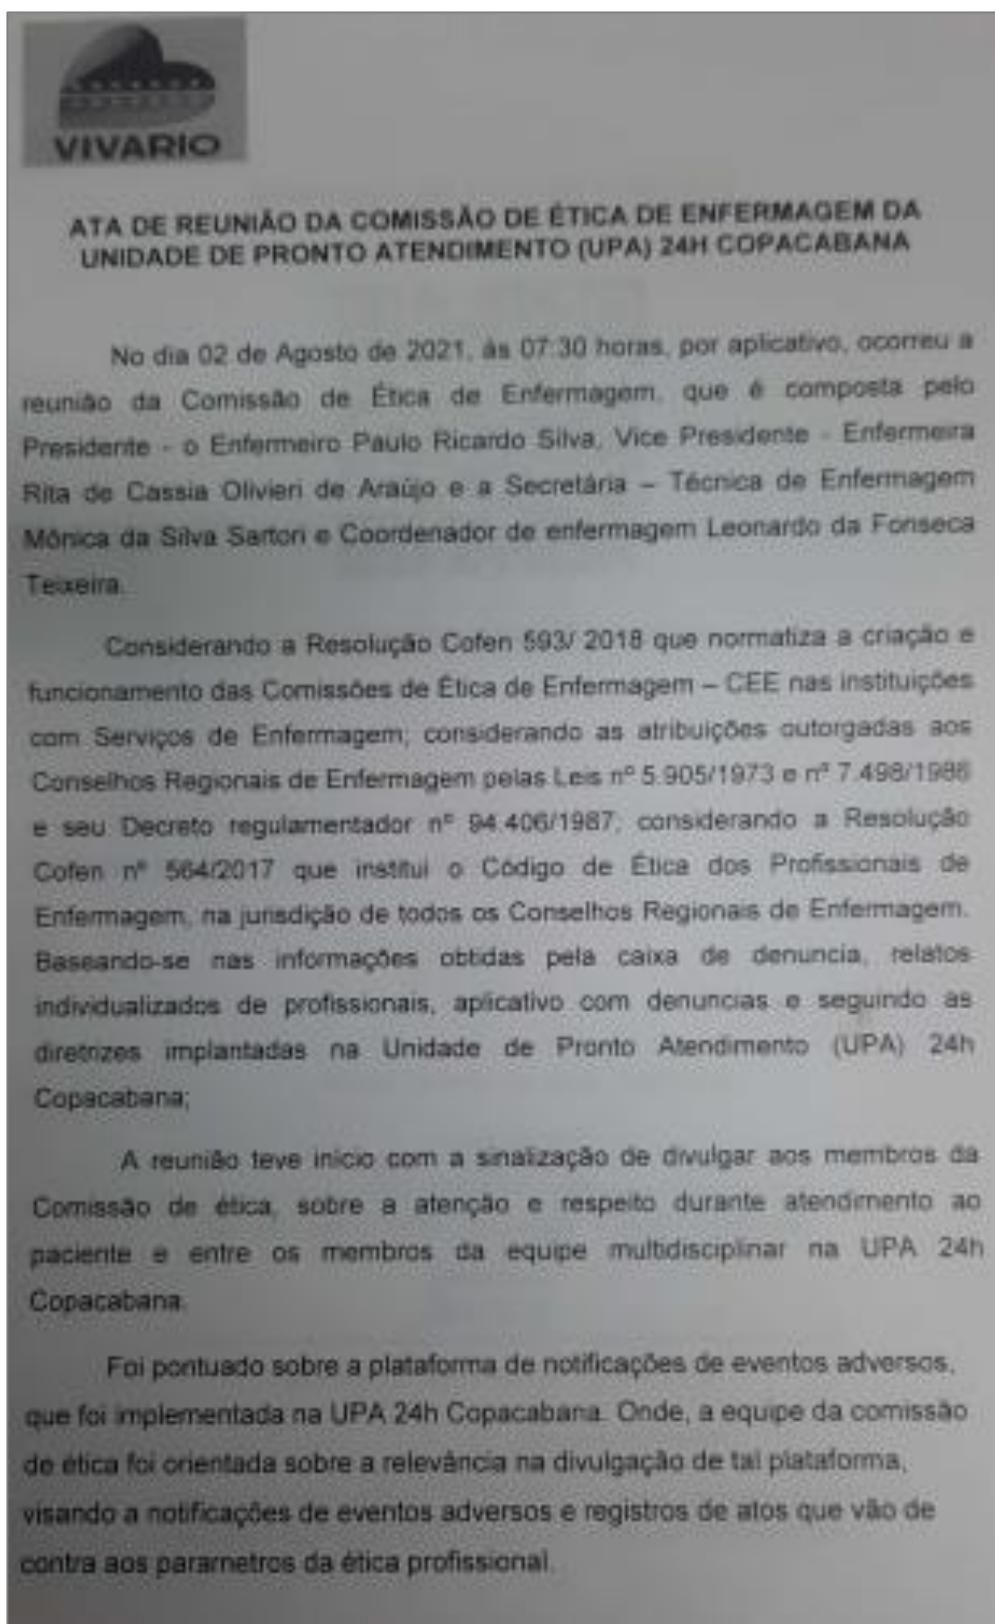 VIVARIO
ATA DE REUNIÃO DA COMISSÃO DE ÉTICA DE ENFERMAGEM DA
UNIDADE DE PRONTO ATENDIMENTO (UPA) 24H COPACABANA
No dia 02 de Agosto de 2021, às 07:30 horas, por aplicativo, ocorreu a
reunião da Comissão de Ética de Enfermagem, que é composta pelo
Presidente - o Enfermeiro Paulo Ricardo Silva, Vice Presidente - Enfermeira
Rita de Cassia Olivieri de Araújo e a Secretária – Técnica de Enfermagem
Mônica da Silva Sartori e Coordenador de enfermagem Leonardo da Fonseca
Teixeira.
Considerando a Resolução Cofen 593/ 2018 que normatiza a criação e
funcionamento das Comissões de Ética de Enfermagem – CEE nas instituições
com Serviços de Enfermagem; considerando as atribuições outorgadas aos
Conselhos Regionais de Enfermagem pelas Leis nº 5.905/1973 e nº 7.498/1986
e seu Decreto regulamentador nº 94.406/1987; considerando a Resolução
Cofen nº 564/2017 que institui o Código de Ética dos Profissionais de
Enfermagem, na jurisdição de todos os Conselhos Regionais de Enfermagem.
Baseando-se nas informações obtidas pela caixa de denuncia, relatos
individualizados de profissionais, aplicativo com denuncias e seguindo as
diretrizes implantadas na Unidade de Pronto Atendimento (UPA) 24h
Copacabana;
A reunião teve inicio com a sinalização de divulgar aos membros da
Comissão de ética, sobre a atenção e respeito durante atendimento ao
paciente e entre os membros da equipe multidisciplinar na UPA 24h
Copacabana.
Foi pontuado sobre a plataforma de notificações de eventos adversos,
que foi implementada na UPA 24h Copacabana. Onde, a equipe da comissão
de ética foi orientada sobre a relevância na divulgação de tal plataforma,
visando a notificações de eventos adversos e registros de atos que vão de
contra aos parametros da ética profissional.